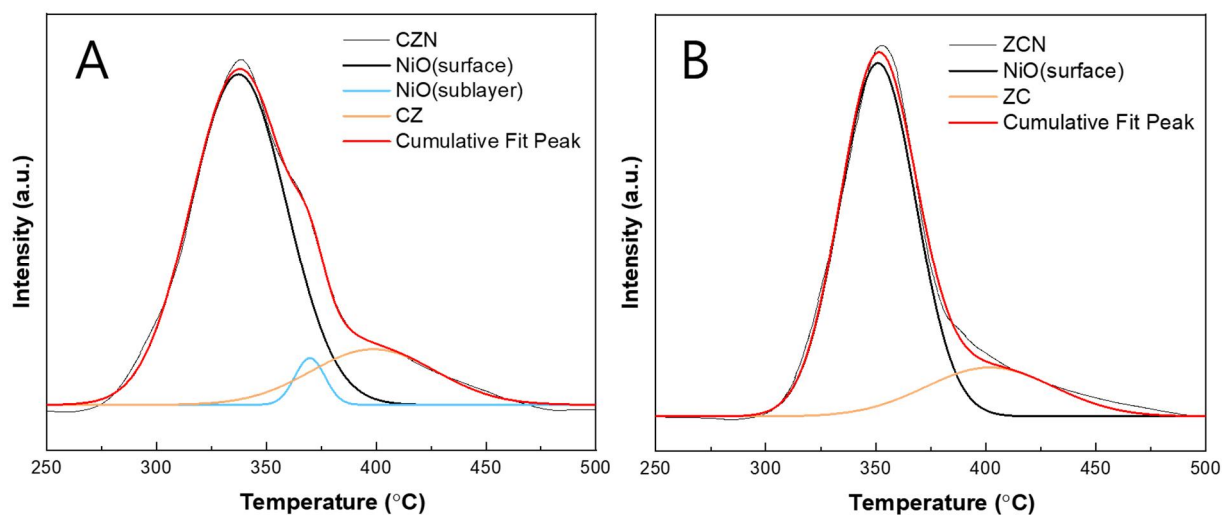 A
CZN
NiO(surface)
NiO(sublayer)
CZ
Cumulative Fit Peak
Intensity (a.u.)
250 300 350 400 450 500
Temperature (°C)
B
ZCN
NiO(surface)
ZC
Cumulative Fit Peak
Intensity (a.u.)
250 300 350 400 450 500
Temperature (°C)